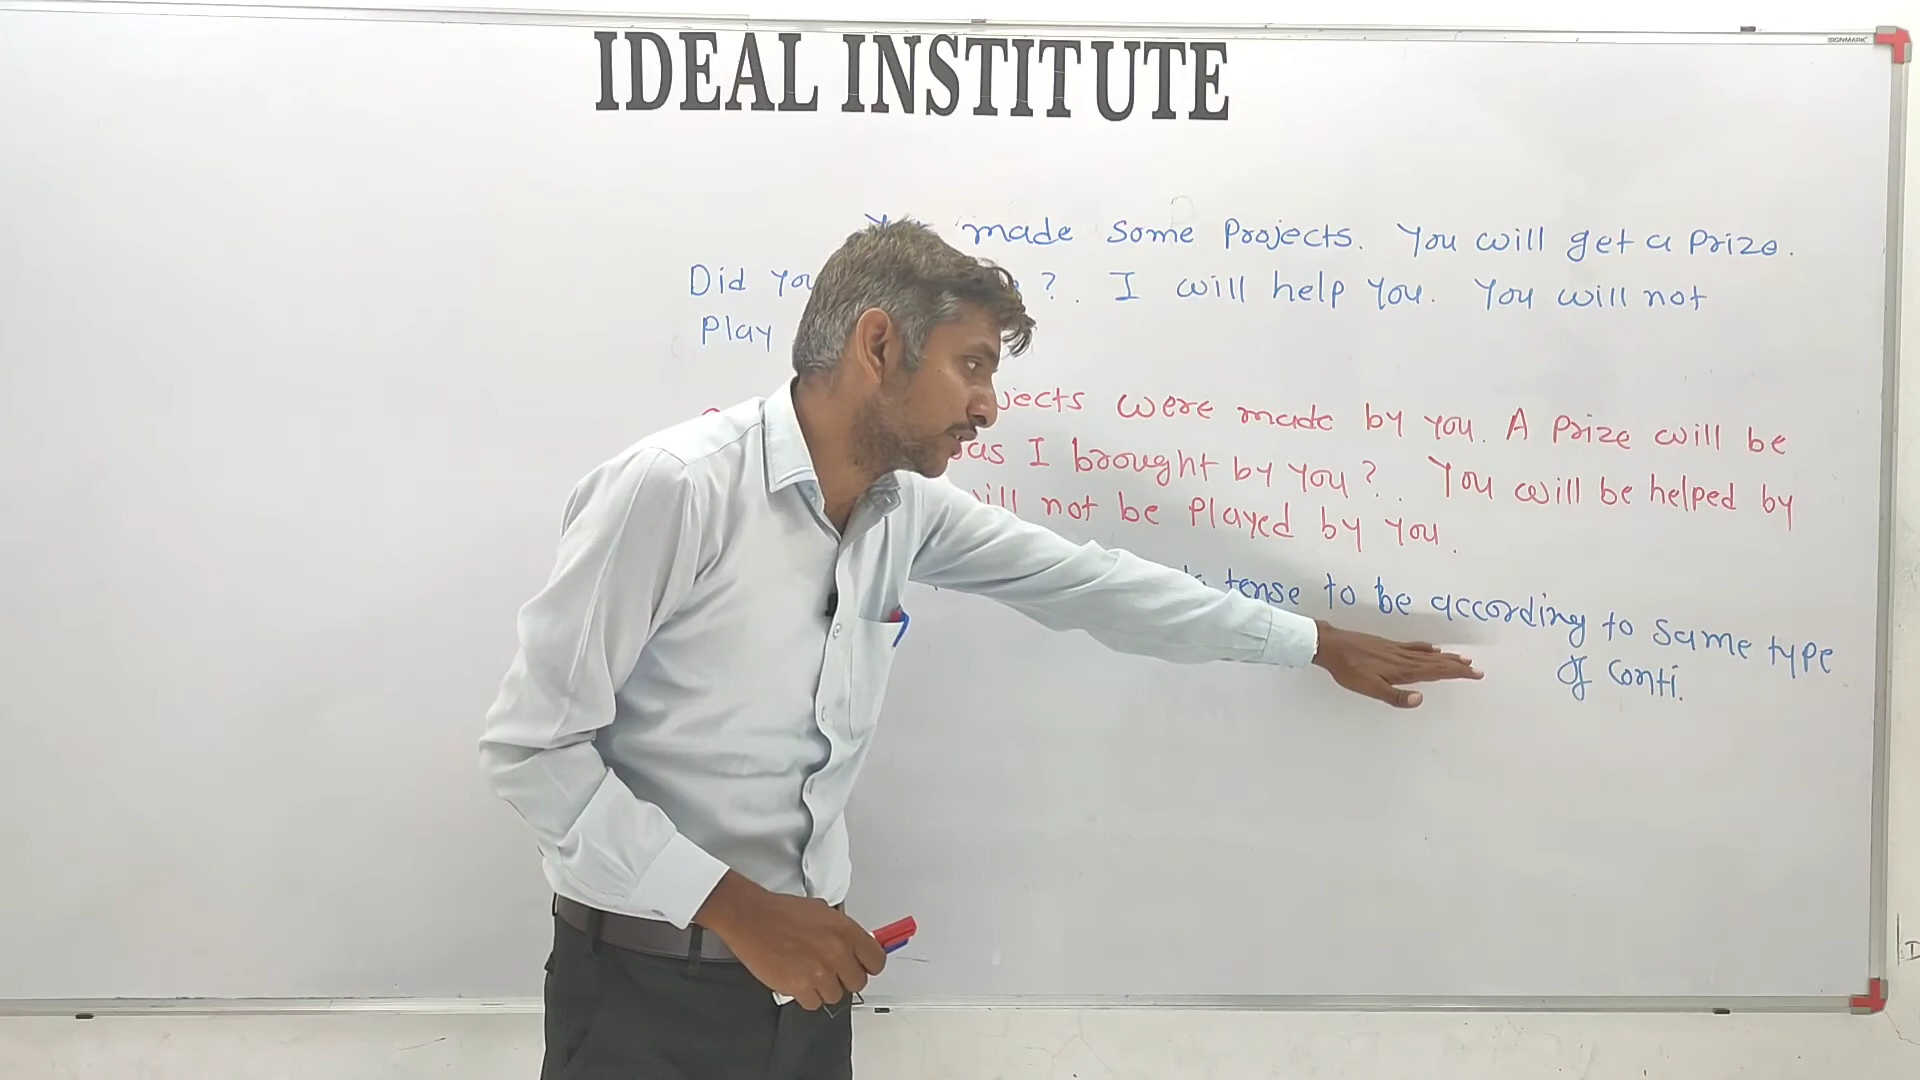 SIGNMARK
IDEAL INSTITUTE
made some projects. You will get a prize.
Did you ? . I will help you. You will not
play
were made by you. A prize will be
I brought by you? . You will be helped by
not be played by you.
tense to be according to same type
of conti.